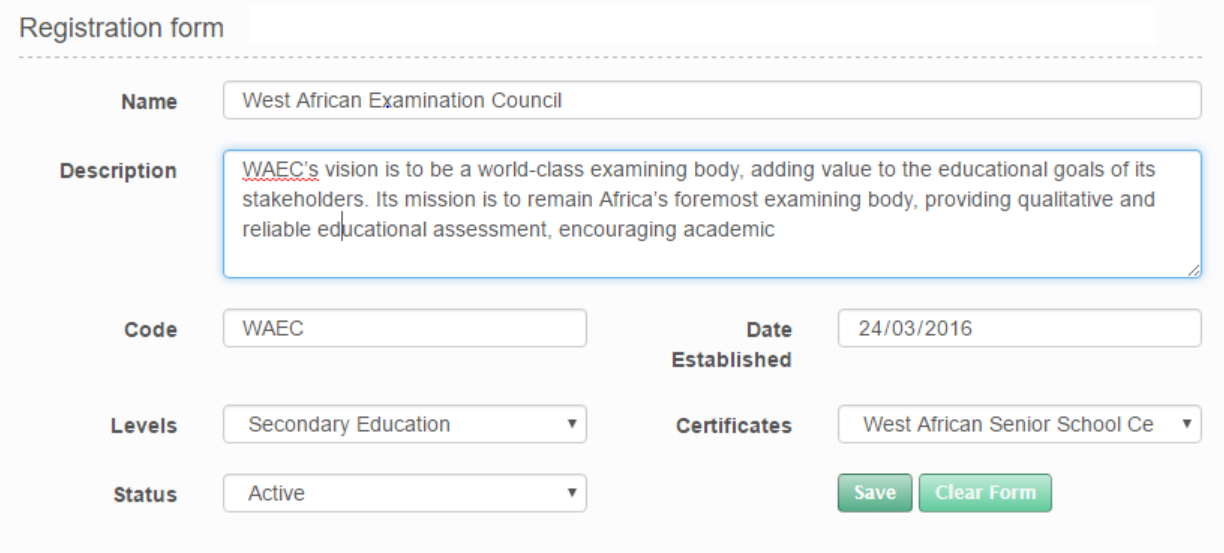 Registration form
Name
West African Examination Council
Description
WAEC's vision is to be a world-class examining body, adding value to the educational goals of its
stakeholders. Its mission is to remain Africa's foremost examining body, providing qualitative and
reliable educational assessment, encouraging academic
Code
WAEC
Date
Established
24/03/2016
Levels
Secondary Education
Certificates
West African Senior School Ce
Status
Active
Save
Clear Form